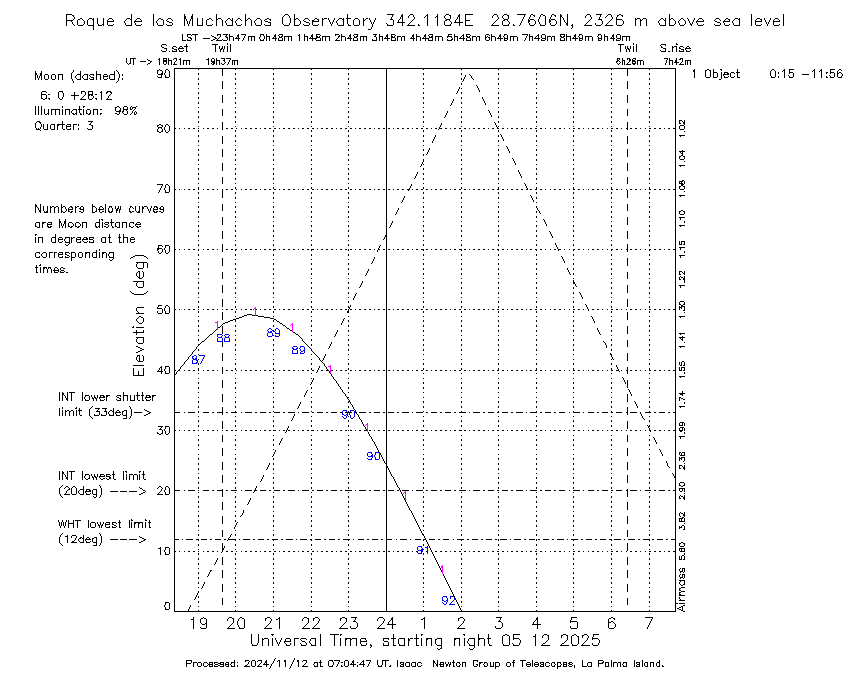 Roque de los Muchachos Observatory 342.1184E 28.7606N, 2326 m above sea level
LST ->23h47m 0h48m 1h48m 2h48m 3h48m 4h48m 5h48m 6h49m 7h49m 8h49m 9h49m
S.set Twil Twil S.rise
UT -> 18h21m 19h37m 6h26m 7h42m
Moon (dashed):
6: 0 +28:12
Illumination: 98%
Quarter: 3
1 Object 0:15 -11:56
Numbers below curves
are Moon distance
in degrees at the
corresponding
times.
Elevation (deg)
90
80
70
60
50
40
30
20
10
0
INT lower shutter
limit (33deg)->
INT lowest limit
(20deg) --->
WHT lowest limit
(12deg) --->
1 1 1 1 1 1 1 1
87 88 89 89 90 90 91 92
1.02
1.04
1.06
1.10
1.15
1.22
1.30
1.41
1.55
1.74
1.99
2.36
2.90
3.82
5.60
Airmass
19 20 21 22 23 24 1 2 3 4 5 6 7
Universal Time, starting night 05 12 2025
Processed: 2024/11/12 at 07:04:47 UT, Isaac Newton Group of Telescopes, La Palma Island.